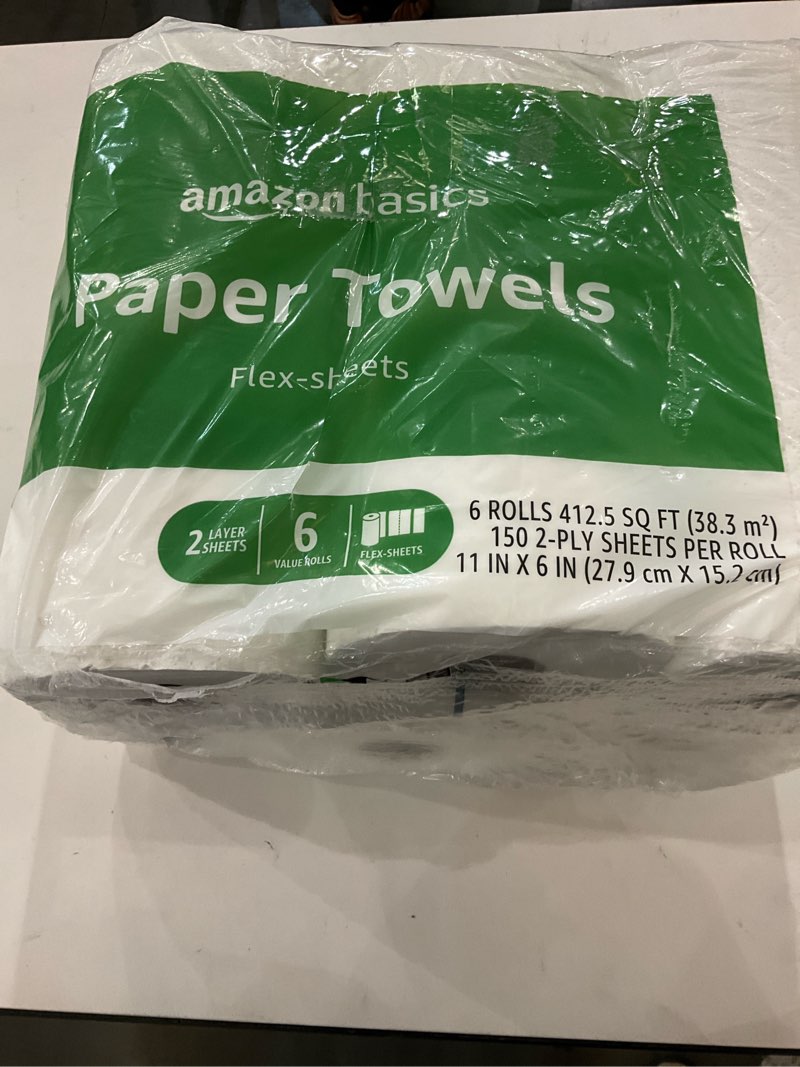 amazon basics
Paper Towels
Flex-sheets
2 LAYER SHEETS
6 VALUE ROLLS
FLEX-SHEETS
6 ROLLS 412.5 SQ FT (38.3 m²)
150 2-PLY SHEETS PER ROLL
11 IN X 6 IN (27.9 cm X 15.2 cm)